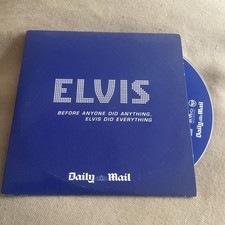 ELVIS
BEFORE ANYONE DID ANYTHING,
ELVIS DID EVERYTHING
Daily Mail
Daily Mail